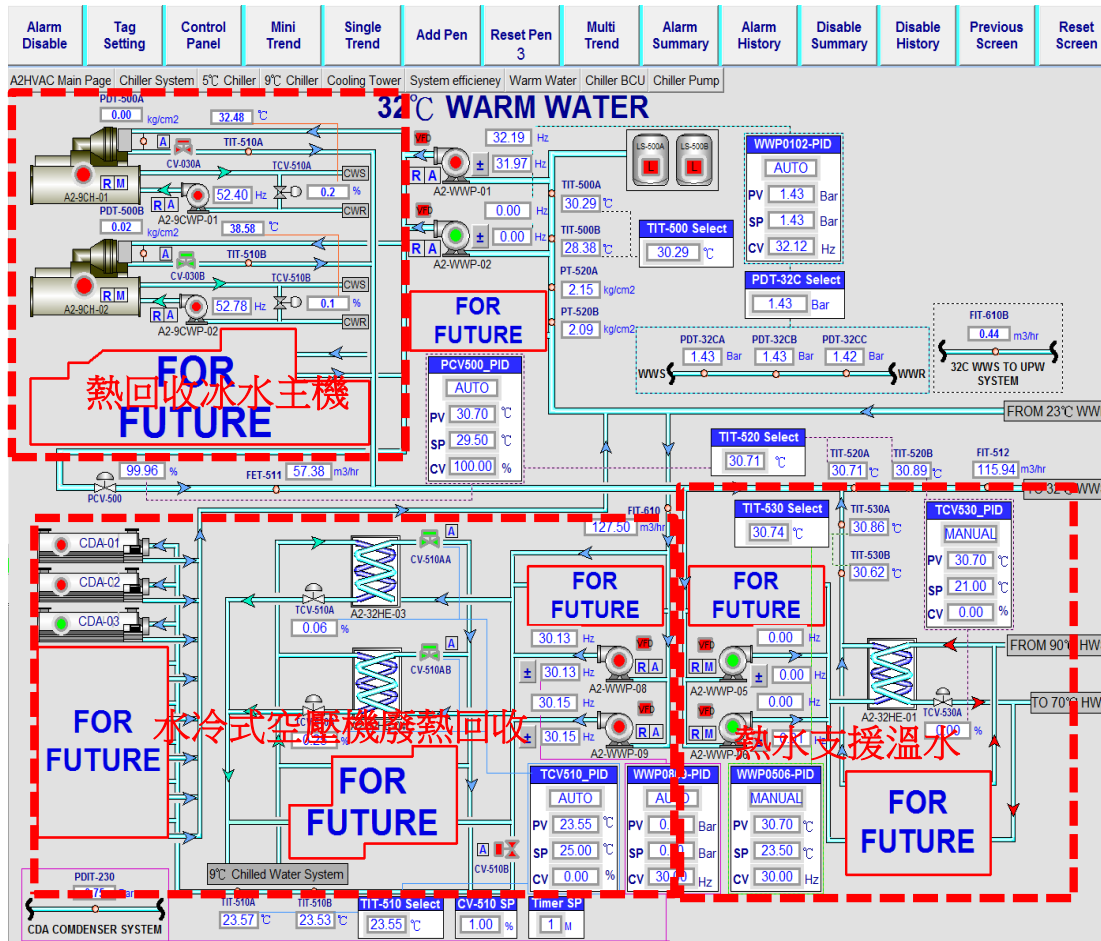 Alarm Disable
Tag Setting
Control Panel
Mini Trend
Single Trend
Add Pen
Reset Pen 3
Multi Trend
Alarm Summary
Alarm History
Disable Summary
Disable History
Previous Screen
Reset Screen
A2HVAC Main Page Chiller System 5℃ Chiller 9℃ Chiller Cooling Tower System efficieney Warm Water Chiller BCU Chiller Pump
32℃ WARM WATER
PDT-500A
0.00 kg/cm2
32.48 ℃
A
TIT-510A
CV-030A
TCV-510A
CWS
R M
A2-9CH-01
52.40 Hz
0.2 %
R A
A2-9CWP-01
CWR
PDT-500B
0.02 kg/cm2
38.58 ℃
A
TIT-510B
CV-030B
TCV-510B
CWS
R M
A2-9CH-02
52.78 Hz
0.1 %
R A
A2-9CWP-02
CWR
FOR FUTURE
熱回收冰水主機
VFD
32.19 Hz
± 31.97 Hz
R A
A2-WWP-01
VFD
0.00 Hz
± 0.00 Hz
R A
A2-WWP-02
FOR FUTURE
LS-500A
L
LS-500B
L
TIT-500A
30.29 ℃
TIT-500B
28.38 ℃
PT-520A
2.15 kg/cm2
PT-520B
2.09 kg/cm2
TIT-500 Select
30.29 ℃
WWP0102-PID
AUTO
PV 1.43 Bar
SP 1.43 Bar
CV 32.12 Hz
PDT-32C Select
1.43 Bar
PDT-32CA
1.43 Bar
PDT-32CB
1.43 Bar
PDT-32CC
1.42 Bar
WWS
WWR
FIT-610B
0.44 m3/hr
32C WWS TO UPW SYSTEM
PCV500_PID
AUTO
PV 30.70 ℃
SP 29.50 ℃
CV 100.00 %
FROM 23℃ WW
99.96 %
PCV-500
FET-511
57.38 m3/hr
TIT-520 Select
30.71 ℃
TIT-520A
30.71 ℃
TIT-520B
30.89 ℃
FIT-512
115.94 m3/hr
TO 32℃ WW
CDA-01
CDA-02
CDA-03
FOR FUTURE
A
CV-510AA
TCV-510A
0.06 %
A2-32HE-03
A
CV-510AB
水冷式空壓機發熱回收
FOR FUTURE
9℃ Chilled Water System
FIT-610
127.50 m3/hr
FOR FUTURE
30.13 Hz
± 30.13 Hz
VFD
R A
A2-WWP-08
30.15 Hz
± 30.15 Hz
VFD
R A
A2-WWP-09
TIT-530 Select
30.74 ℃
TIT-530A
30.86 ℃
TIT-530B
30.62 ℃
TCV530_PID
MANUAL
PV 30.70 ℃
SP 21.00 ℃
CV 0.00 %
FOR FUTURE
VFD
0.00 Hz
± 0.00 Hz
R M
A2-WWP-05
VFD
0.00 Hz
R M
熱水支援溫水
A2-32HE-01
TCV-530A
FROM 90℃ HW
TO 70℃ HW
FOR FUTURE
TCV510_PID
AUTO
PV 23.55 ℃
SP 25.00 ℃
CV 0.00 %
AUTO
PV Bar
SP Bar
CV Hz
WWP0506-PID
MANUAL
PV 30.70 ℃
SP 23.50 ℃
CV 30.00 Hz
A
CV-510B
PDIT-230
CDA COMDENSER SYSTEM
TIT-510A
23.57 ℃
TIT-510B
23.53 ℃
TIT-510 Select
23.55 ℃
CV-510 SP
1.00 %
Timer SP
1 M